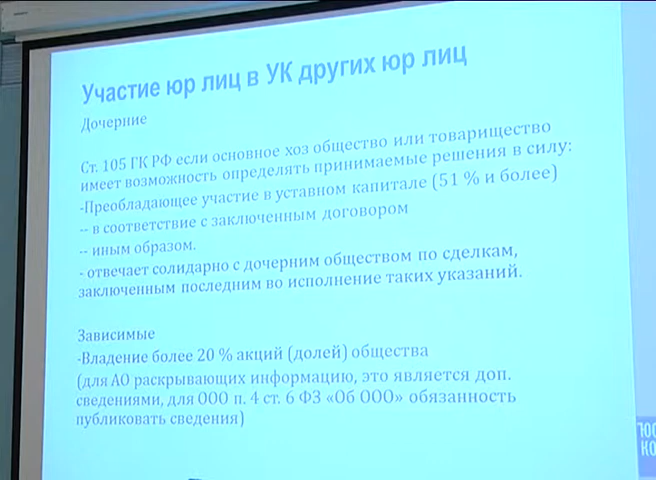 Участие юр лиц в УК других юр лиц
Дочерние
Ст. 105 ГК РФ если основное хоз общество или товарищество
имеет возможность определять принимаемые решения в силу:
-Преобладающее участие в уставном капитале (51 % и более)
-- в соответствие с заключенным договором
-- иным образом.
- отвечает солидарно с дочерним обществом по сделкам,
заключенным последним во исполнение таких указаний.
Зависимые
-Владение более 20 % акций (долей) общества
(для АО раскрывающих информацию, это является доп.
сведениями, для ООО п. 4 ст. 6 ФЗ «Об ООО» обязанность
публиковать сведения)